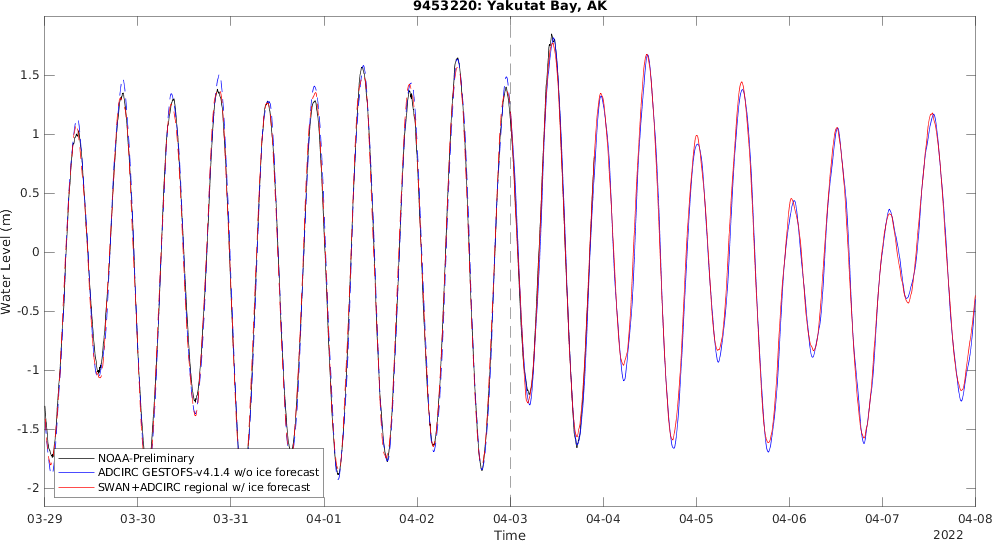 9453220: Yakutat Bay, AK
Water Level (m)
1.5
1
0.5
0
-0.5
-1
-1.5
-2
NOAA-Preliminary
ADCIRC GESTOFS-v4.1.4 w/o ice forecast
SWAN+ADCIRC regional w/ ice forecast
03-29 03-30 03-31 04-01 04-02 04-03 04-04 04-05 04-06 04-07 04-08
Time
2022